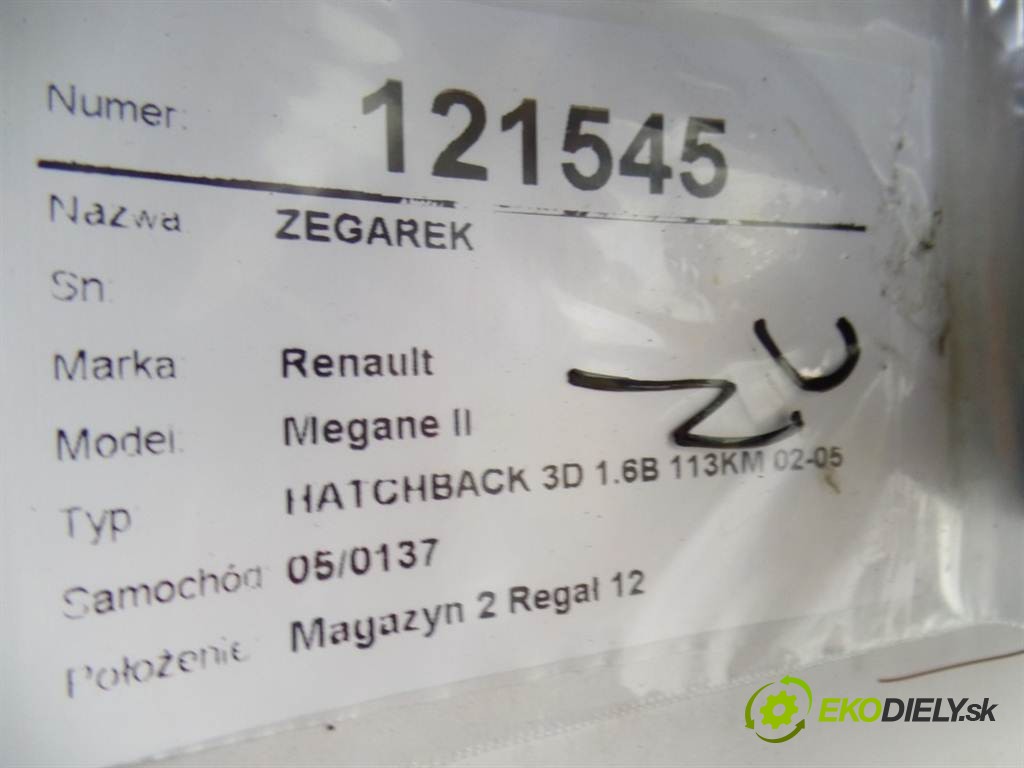 Numer: 121545
Nazwa ZEGAREK
Sn:
Marka Renault
Model: Megane II
Typ HATCHBACK 3D 1.6B 113KM 02-05
Samochód 05/0137
Położenie: Magazyn 2 Regał 12
EKODIELY.sk